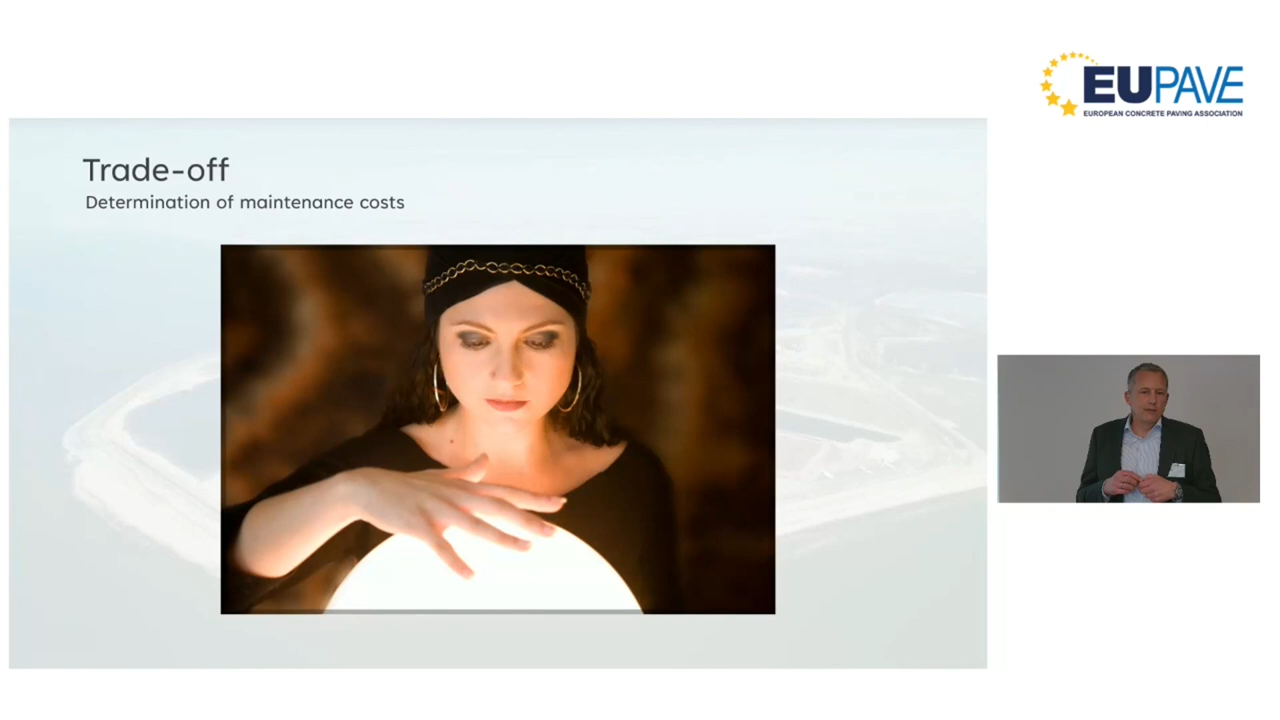 EUPAVE
EUROPEAN CONCRETE PAVING ASSOCIATION
Trade-off
Determination of maintenance costs